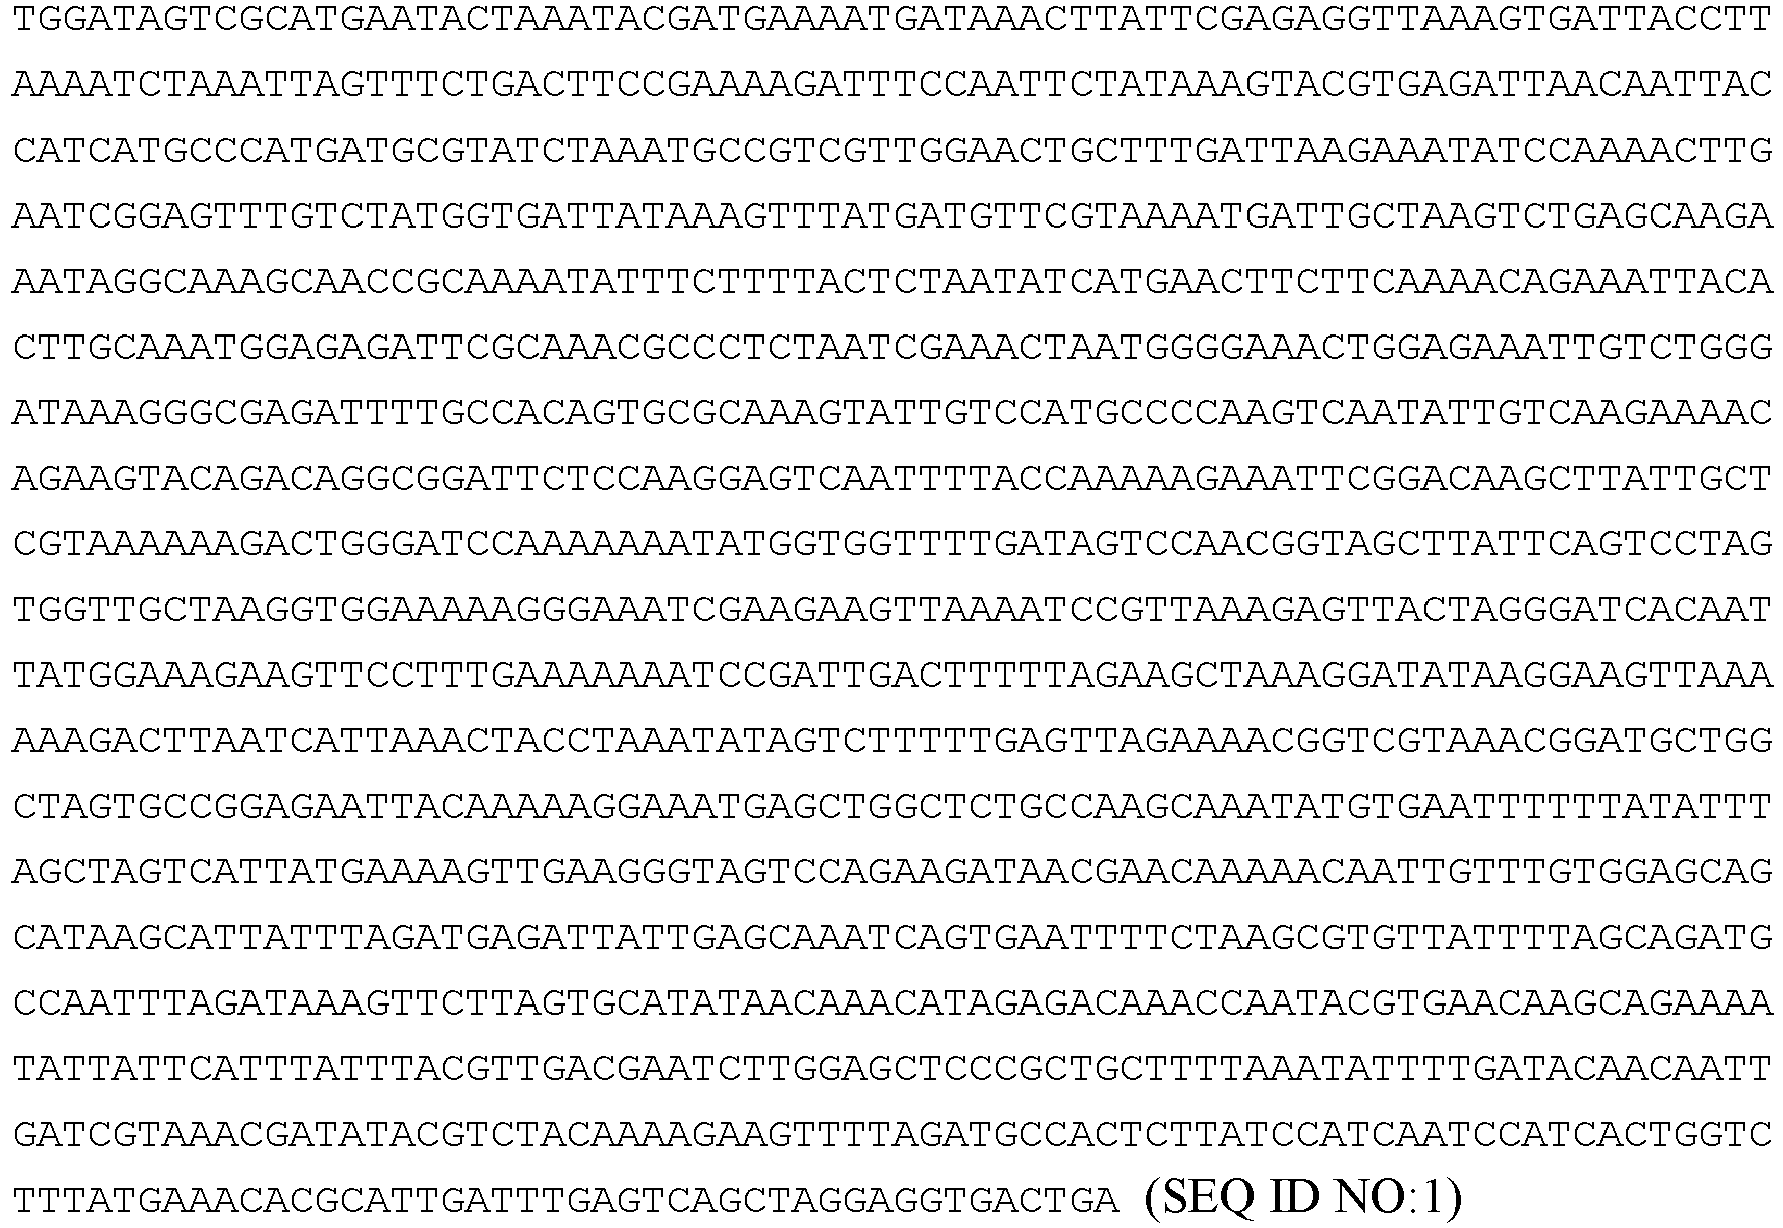 TGGATAGTCGCATGAATACTAAATACGATGAAAATGATAAACTTATTCGAGAGGTTAAAGTGATTACCTT
AAAATCTAAATTAGTTTCTGACTTCCGAAAAGATTTCCAATTCTATAAAGTACGTGAGATTAACAATTAC
CATCATGCCCATGATGCGTATCTAAATGCCGTCGTTGGAACTGCTTTGATTAAGAAATATCCAAAACTTG
AATCGGAGTTTGTCTATGGTGATTATAAAGTTTATGATGTTCGTAAAATGATTGCTAAGTCTGAGCAAGA
AATAGGCAAAGCAACCGCAAAATATTTCTTTTACTCTAATATCATGAACTTCTTCAAAACAGAAATTACA
CTTGCAAATGGAGAGATTCGCAAACGCCCTCTAATCGAAACTAATGGGGAAACTGGAGAAATTGTCTGGG
ATAAAGGGCGAGATTTTGCCACAGTGCGCAAAGTATTGTCCATGCCCCAAGTCAATATTGTCAAGAAAAC
AGAAGTACAGACAGGCGGATTCTCCAAGGAGTCAATTTTACCAAAAAGAAATTCGGACAAGCTTATTGCT
CGTAAAAAAGACTGGGATCCAAAAAAATATGGTGGTTTTGATAGTCCAACGGTAGCTTATTCAGTCCTAG
TGGTTGCTAAGGTGGAAAAAGGGAAATCGAAGAAGTTAAAATCCGTTAAAGAGTTACTAGGGATCACAAT
TATGGAAAGAAGTTCCTTTGAAAAAAATCCGATTGACTTTTTAGAAGCTAAAGGATATAAGGAAGTTAAA
AAAGACTTAATCATTAAACTACCTAAATATAGTCTTTTTGAGTTAGAAAACGGTCGTAAACGGATGCTGG
CTAGTGCCGGAGAATTACAAAAAGGAAATGAGCTGGCTCTGCCAAGCAAATATGTGAATTTTTTATATTT
AGCTAGTCATTATGAAAAGTTGAAGGGTAGTCCAGAAGATAACGAACAAAAACAATTGTTTGTGGAGCAG
CATAAGCATTATTTAGATGAGATTATTGAGCAAATCAGTGAATTTTCTAAGCGTGTTATTTTAGCAGATG
CCAATTTAGATAAAGTTCTTAGTGCATATAACAAACATAGAGACAAACCAATACGTGAACAAGCAGAAAA
TATTATTCATTTATTTACGTTGACGAATCTTGGAGCTCCCGCTGCTTTTAAATATTTTGATACAACAATT
GATCGTAAACGATATACGTCTACAAAAGAAGTTTTAGATGCCACTCTTATCCATCAATCCATCACTGGTC
TTTATGAAACACGCATTGATTTGAGTCAGCTAGGAGGTGACTGA (SEQ ID NO:1)